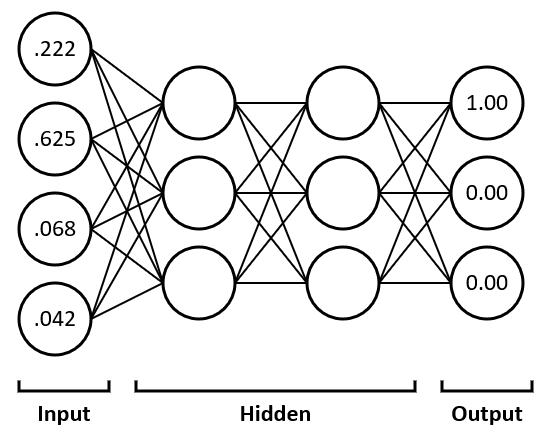 .222
.625
.068
.042
1.00
0.00
0.00
Input
Hidden
Output